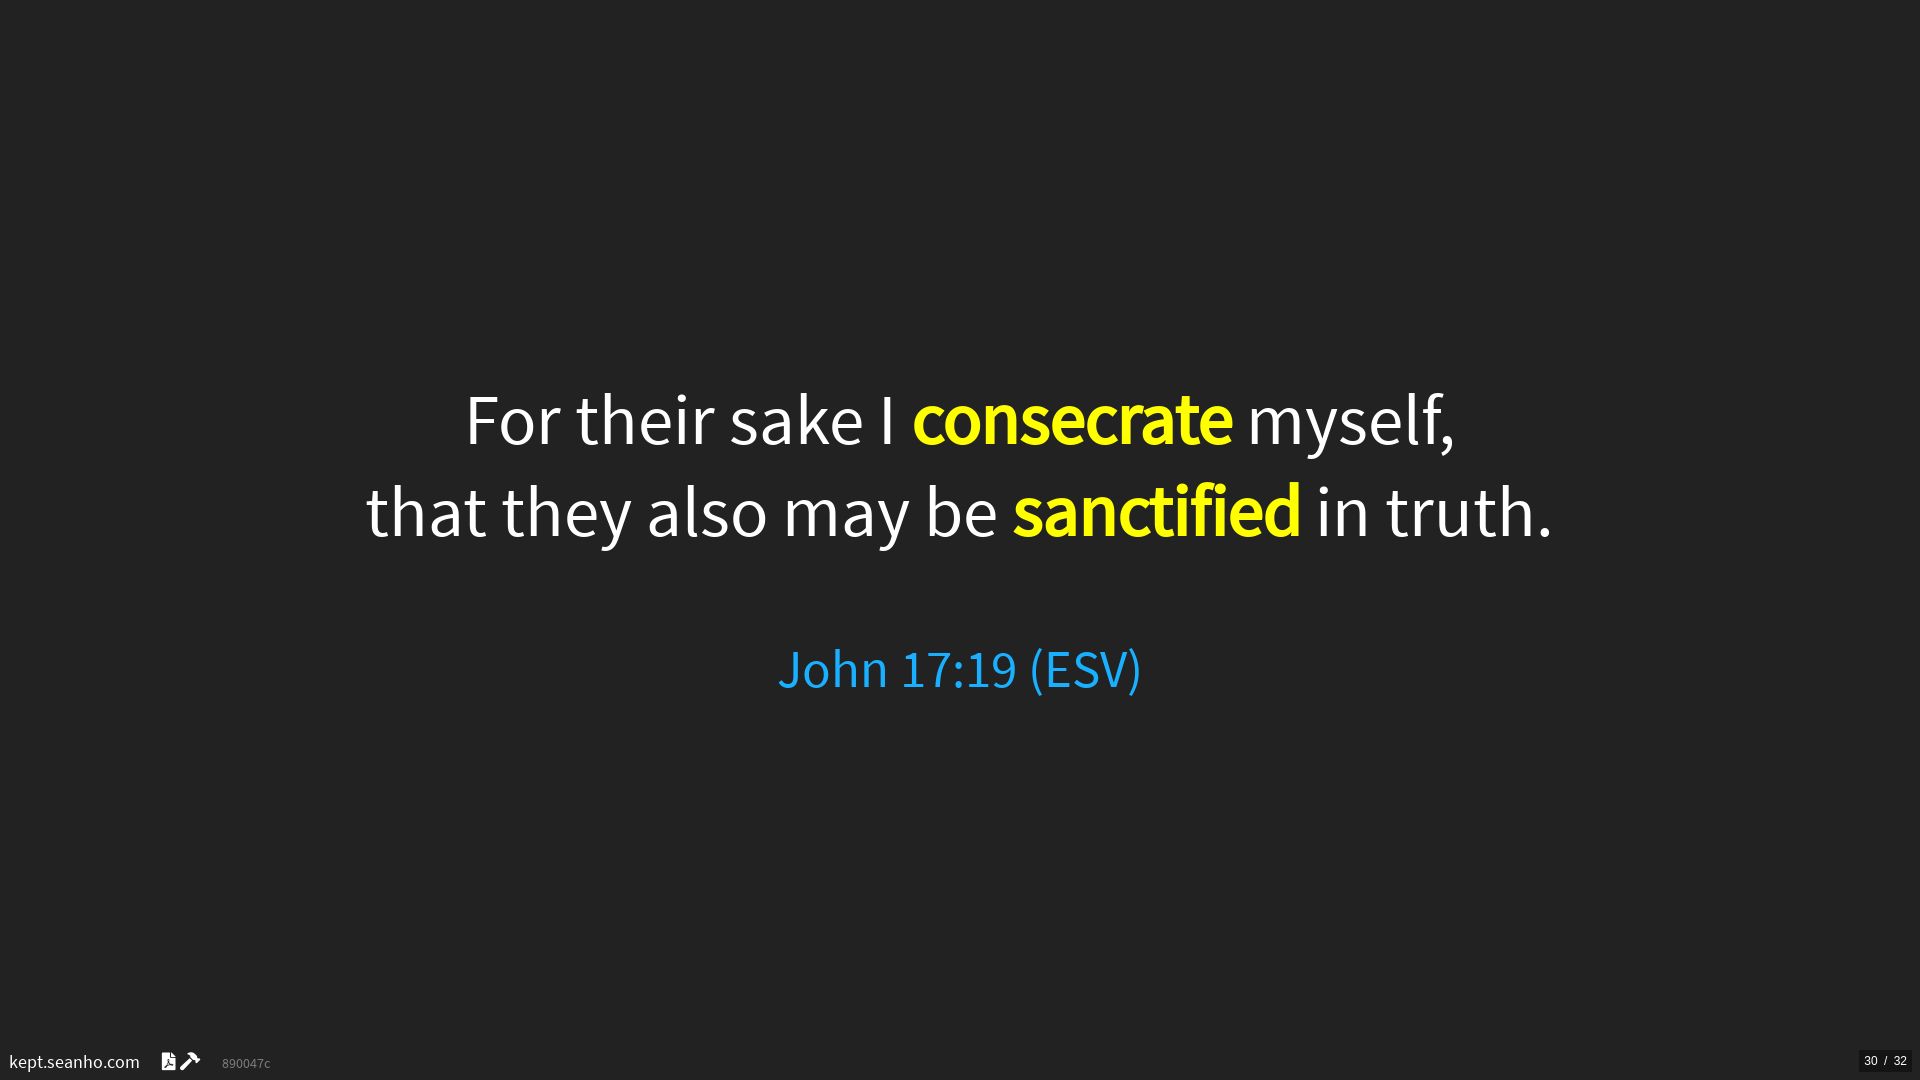 For their sake I consecrate myself,
that they also may be sanctified in truth.
John 17:19 (ESV)
kept.seanho.com 890047c
30 / 32